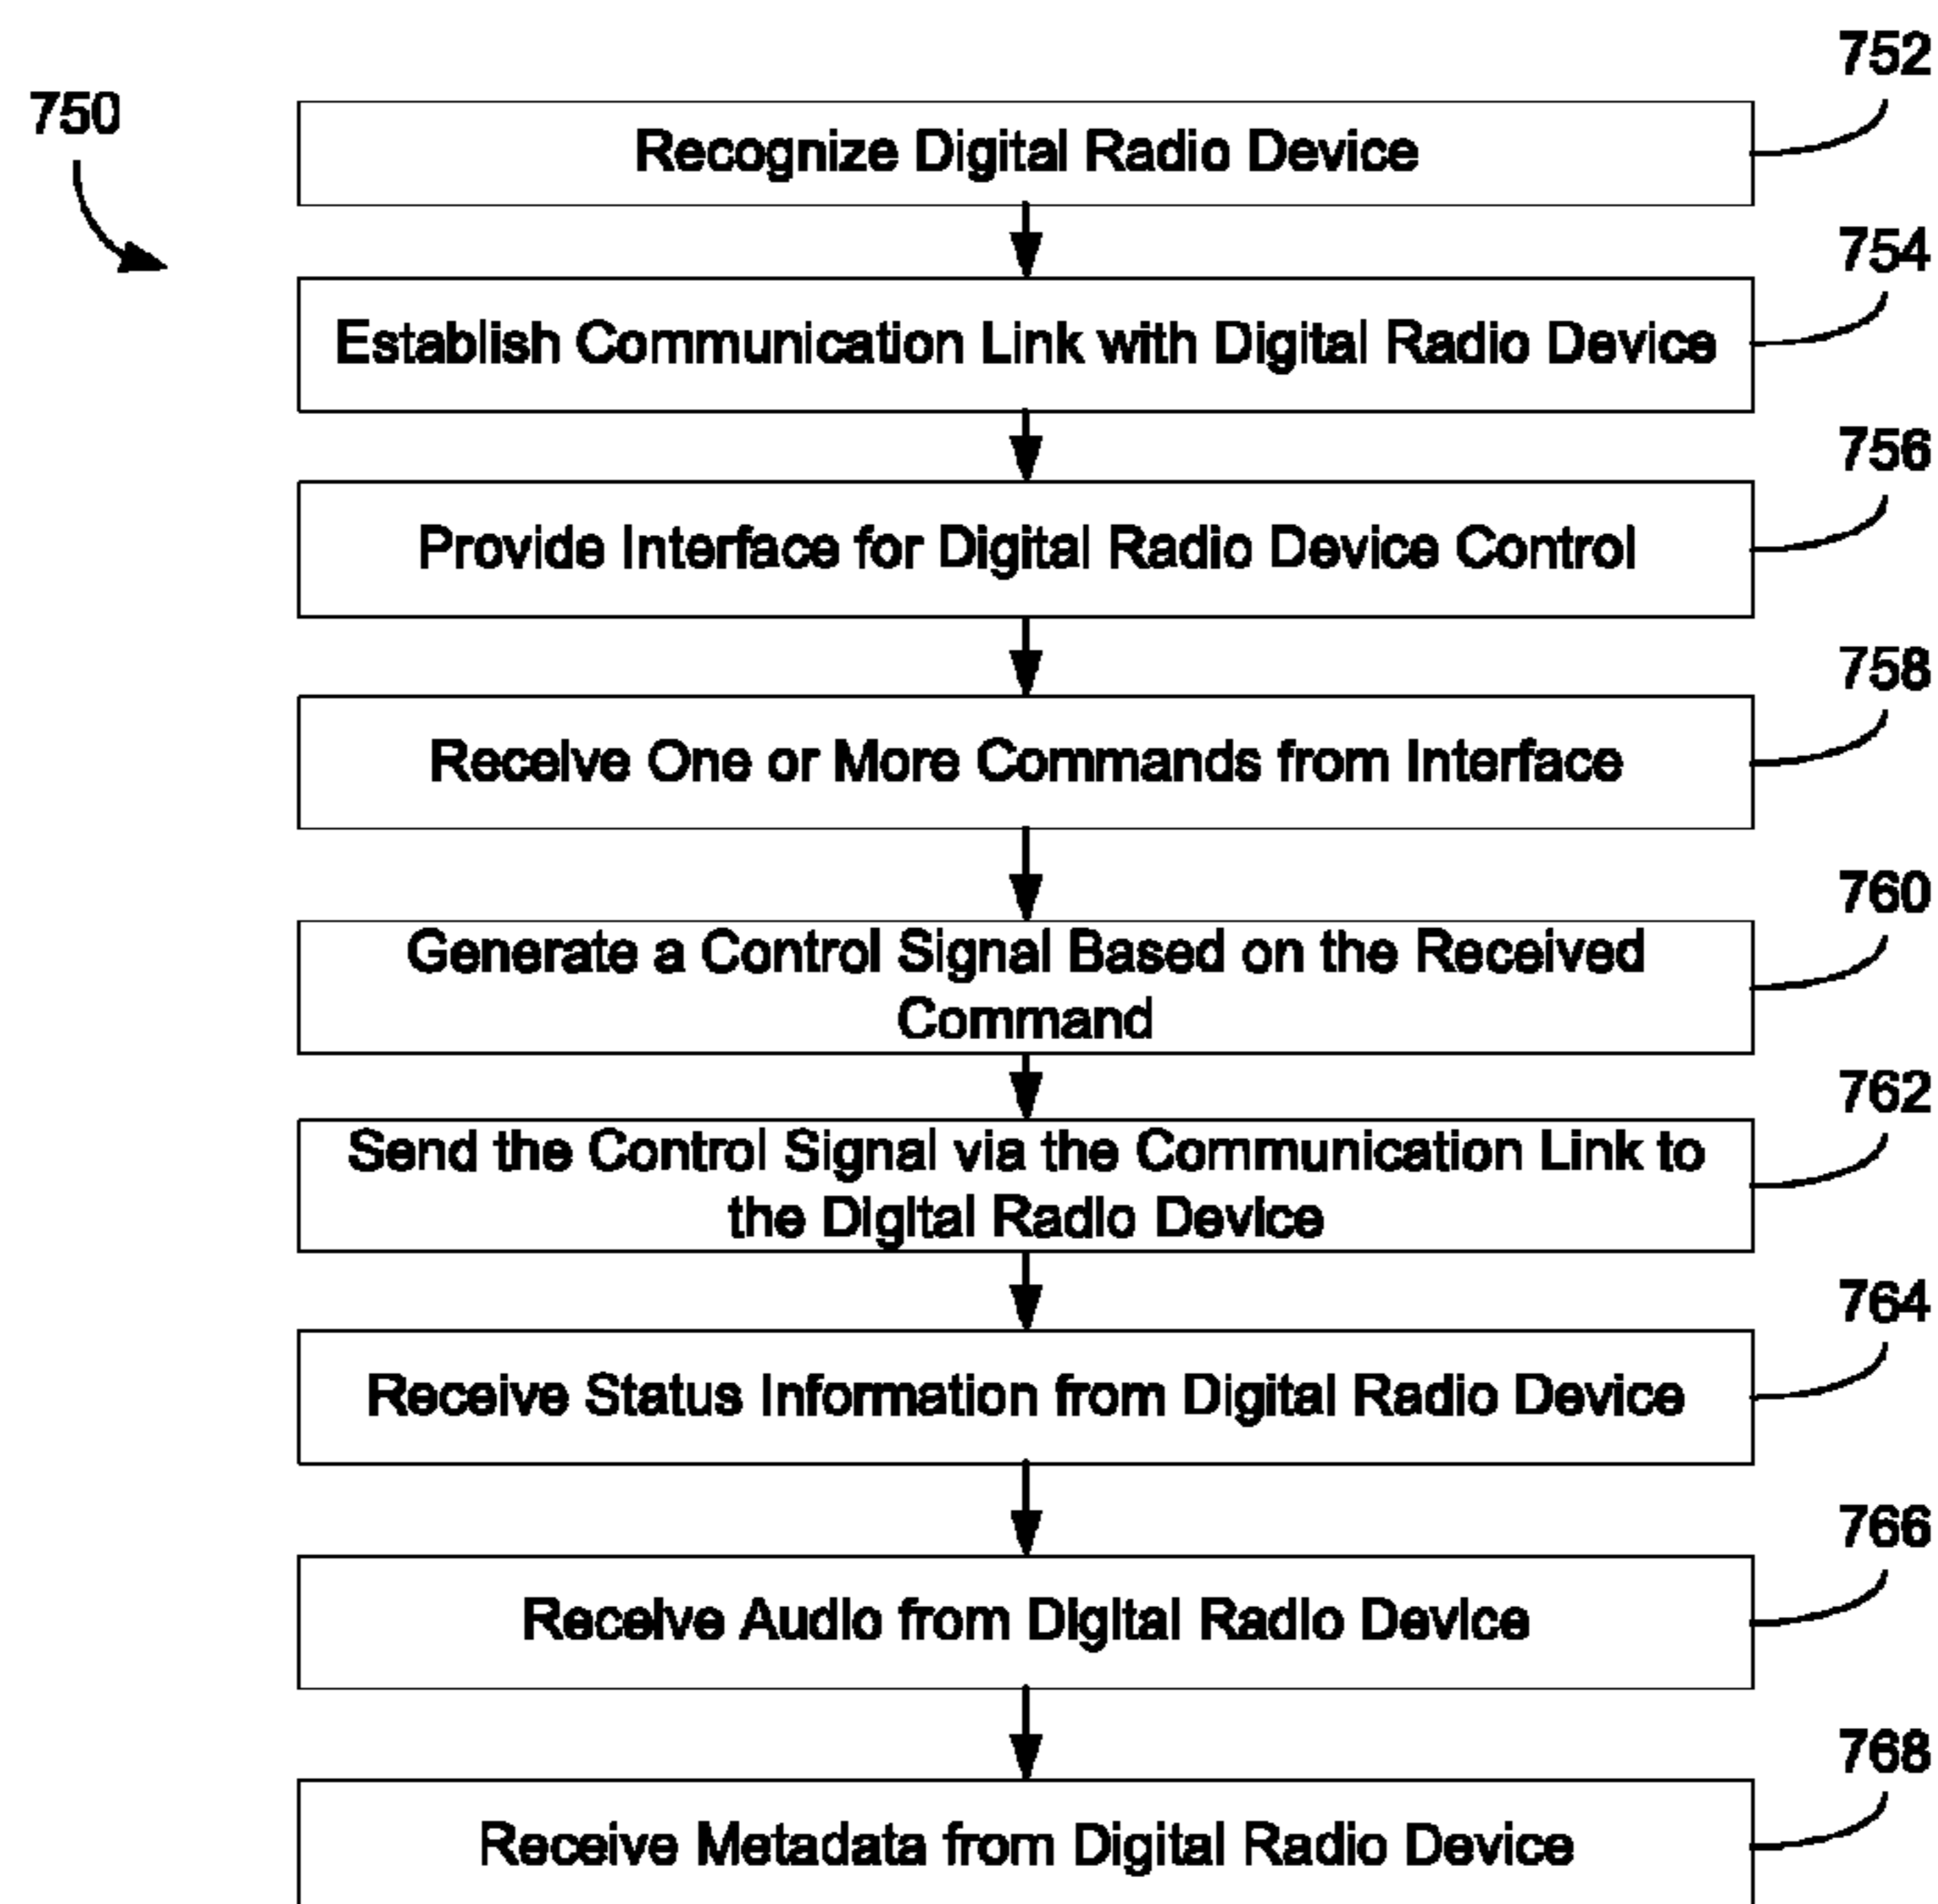 752
750
Recognize Digital Radio Device
754
Establish Communication Link with Digital Radio Device
756
Provide Interface for Digital Radio Device Control
758
Receive One or More Commands from Interface
760
Generate a Control Signal Based on the Received
Command
762
Send the Control Signal via the Communication Link to
the Digital Radio Device
764
Receive Status Information from Digital Radio Device
766
Receive Audio from Digital Radio Device
768
Receive Metadata from Digital Radio Device